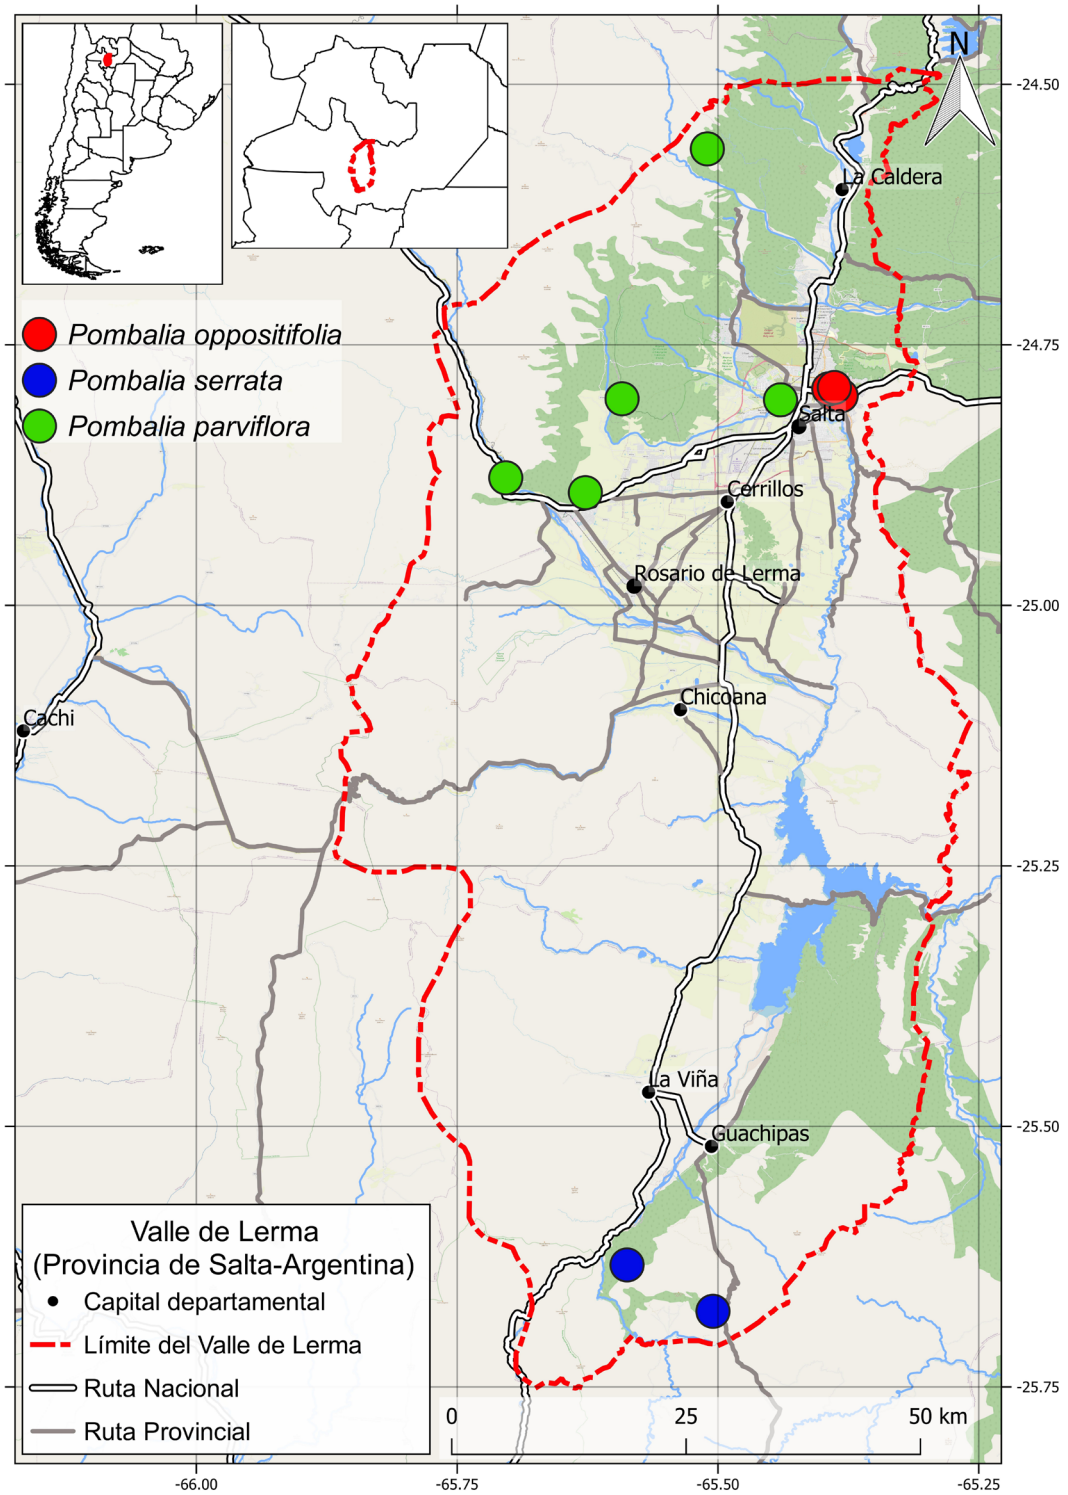 N
-24.50
La Caldera
Pombalia oppositifolia
Pombalia serrata
Pombalia parviflora
-24.75
Salta
Cerrillos
Rosario de Lerma
-25.00
Chicoana
Cachi
-25.25
La Viña
Guachipas
-25.50
Valle de Lerma
(Provincia de Salta-Argentina)
Capital departamental
Límite del Valle de Lerma
Ruta Nacional
Ruta Provincial
-25.75
0 25 50 km
-66.00 -65.75 -65.50 -65.25